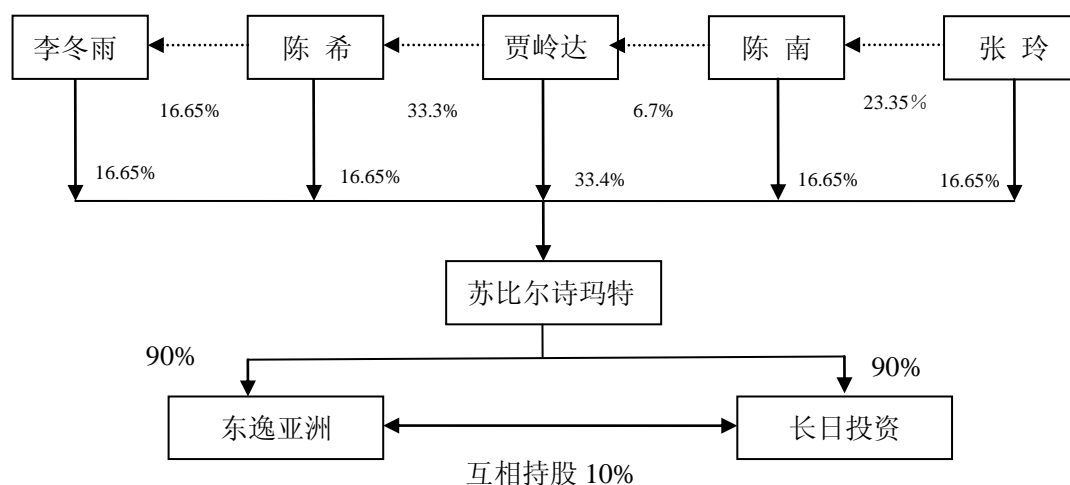 李冬雨 陈 希 贾岭达 陈 南 张 玲
16.65% 33.3% 6.7% 23.35％
16.65% 16.65% 33.4% 16.65% 16.65%
苏比尔诗玛特
90% 90%
东逸亚洲 长日投资
互相持股 10%